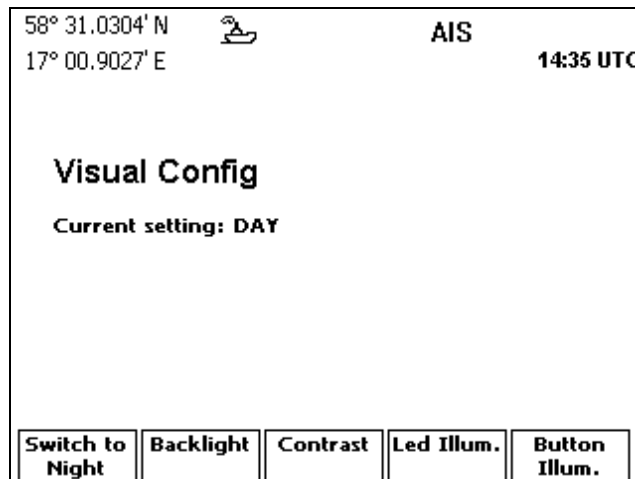 58° 31.0304' N AIS
17° 00.9027' E 14:35 UTC
Visual Config
Current setting: DAY
Switch to Night
Backlight
Contrast
Led Illum.
Button Illum.